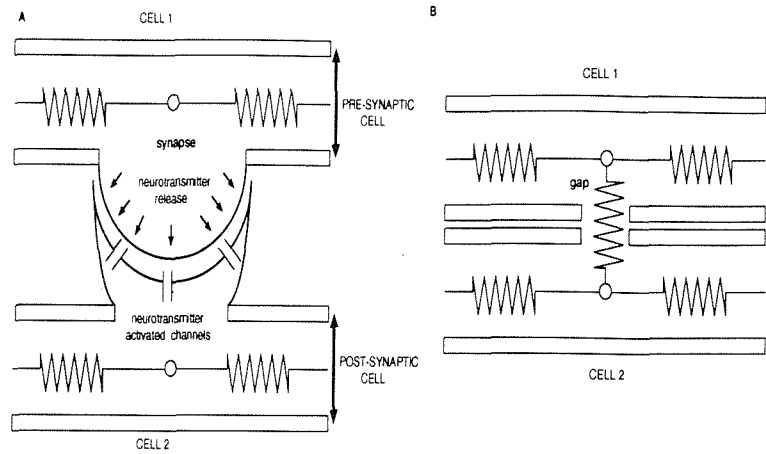 A
CELL 1
PRE-SYNAPTIC
CELL
synapse
neurotransmitter
release
neurotransmitter
activated channels
POST-SYNAPTIC
CELL
CELL 2
B
CELL 1
gap
CELL 2